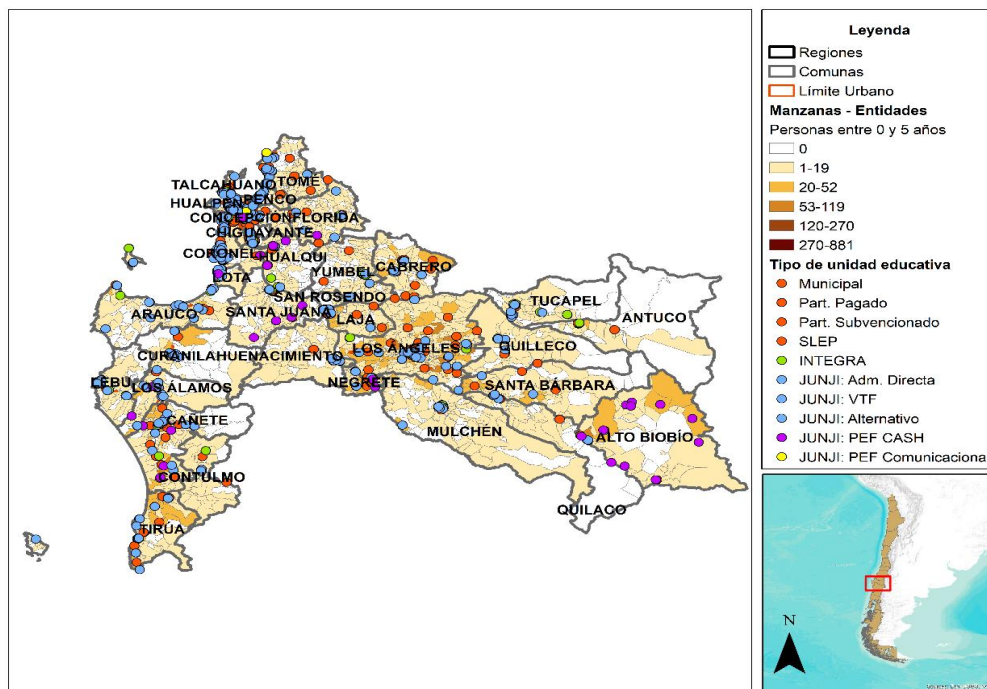 TALCAHUANO
TOMÉ
HUALPEN
PENCO
CONCEPCIÓN
FLORIDA
CHIGUAYANTE
CORONEL
HUALQUI
LOTA
YUMBEL
CABRERO
SAN ROSENDO
TUCAPEL
ARAUCO
SANTA JUANA
LAJA
ANTUCO
CURANILAHUE
NACIMIENTO
LOS ÁNGELES
QUILLECO
LEBU
LOS ÁLAMOS
NEGRETE
SANTA BÁRBARA
CAÑETE
MULCHÉN
ALTO BIOBÍO
CONTULMO
QUILACO
TIRÚA
Leyenda
Regiones
Comunas
Límite Urbano
Manzanas - Entidades
Personas entre 0 y 5 años
0
1-19
20-52
53-119
120-270
270-881
Tipo de unidad educativa
Municipal
Part. Pagado
Part. Subvencionado
SLEP
INTEGRA
JUNJI: Adm. Directa
JUNJI: VTF
JUNJI: Alternativo
JUNJI: PEF CASH
JUNJI: PEF Comunicacional
N